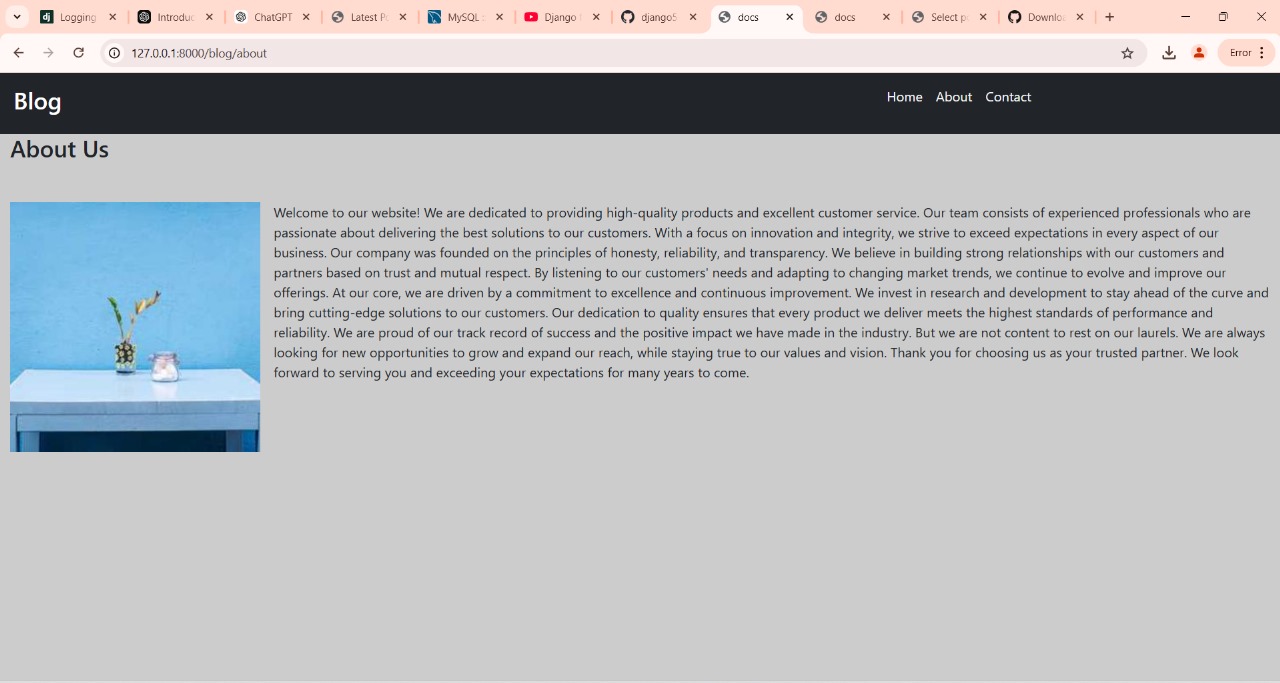 Logging
Introduc
ChatGPT
Latest Po
MySQL :
Django f
django5
docs
docs
Select po
Downloa
127.0.0.1:8000/blog/about
Error
Blog
Home About Contact
About Us
Welcome to our website! We are dedicated to providing high-quality products and excellent customer service. Our team consists of experienced professionals who are
passionate about delivering the best solutions to our customers. With a focus on innovation and integrity, we strive to exceed expectations in every aspect of our
business. Our company was founded on the principles of honesty, reliability, and transparency. We believe in building strong relationships with our customers and
partners based on trust and mutual respect. By listening to our customers' needs and adapting to changing market trends, we continue to evolve and improve our
offerings. At our core, we are driven by a commitment to excellence and continuous improvement. We invest in research and development to stay ahead of the curve and
bring cutting-edge solutions to our customers. Our dedication to quality ensures that every product we deliver meets the highest standards of performance and
reliability. We are proud of our track record of success and the positive impact we have made in the industry. But we are not content to rest on our laurels. We are always
looking for new opportunities to grow and expand our reach, while staying true to our values and vision. Thank you for choosing us as your trusted partner. We look
forward to serving you and exceeding your expectations for many years to come.